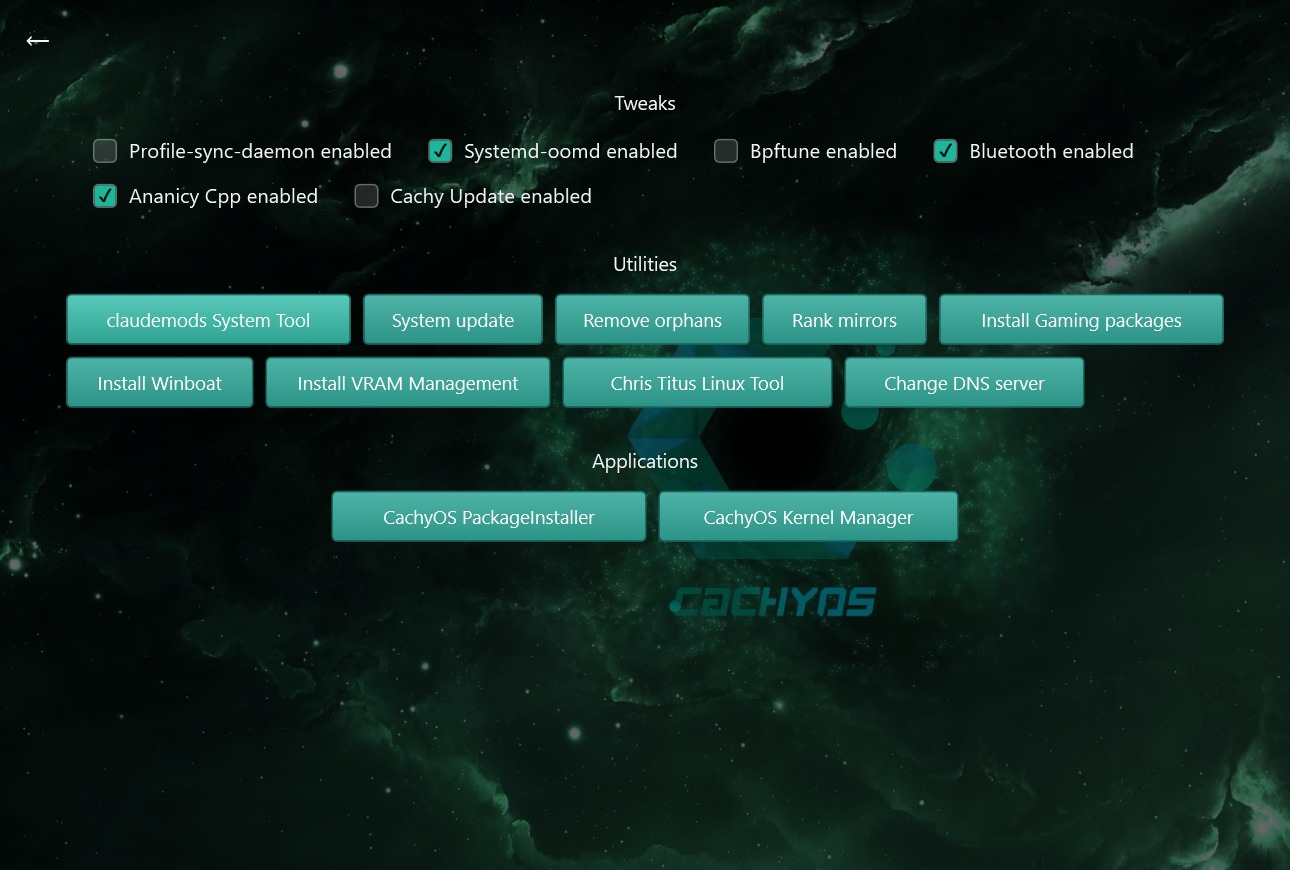 ←
Tweaks
Profile-sync-daemon enabled Systemd-oomd enabled Bpftune enabled Bluetooth enabled
Ananicy Cpp enabled Cachy Update enabled
Utilities
claudemods System Tool System update Remove orphans Rank mirrors Install Gaming packages
Install Winboat Install VRAM Management Chris Titus Linux Tool Change DNS server
Applications
CachyOS PackageInstaller CachyOS Kernel Manager
CACHYOS